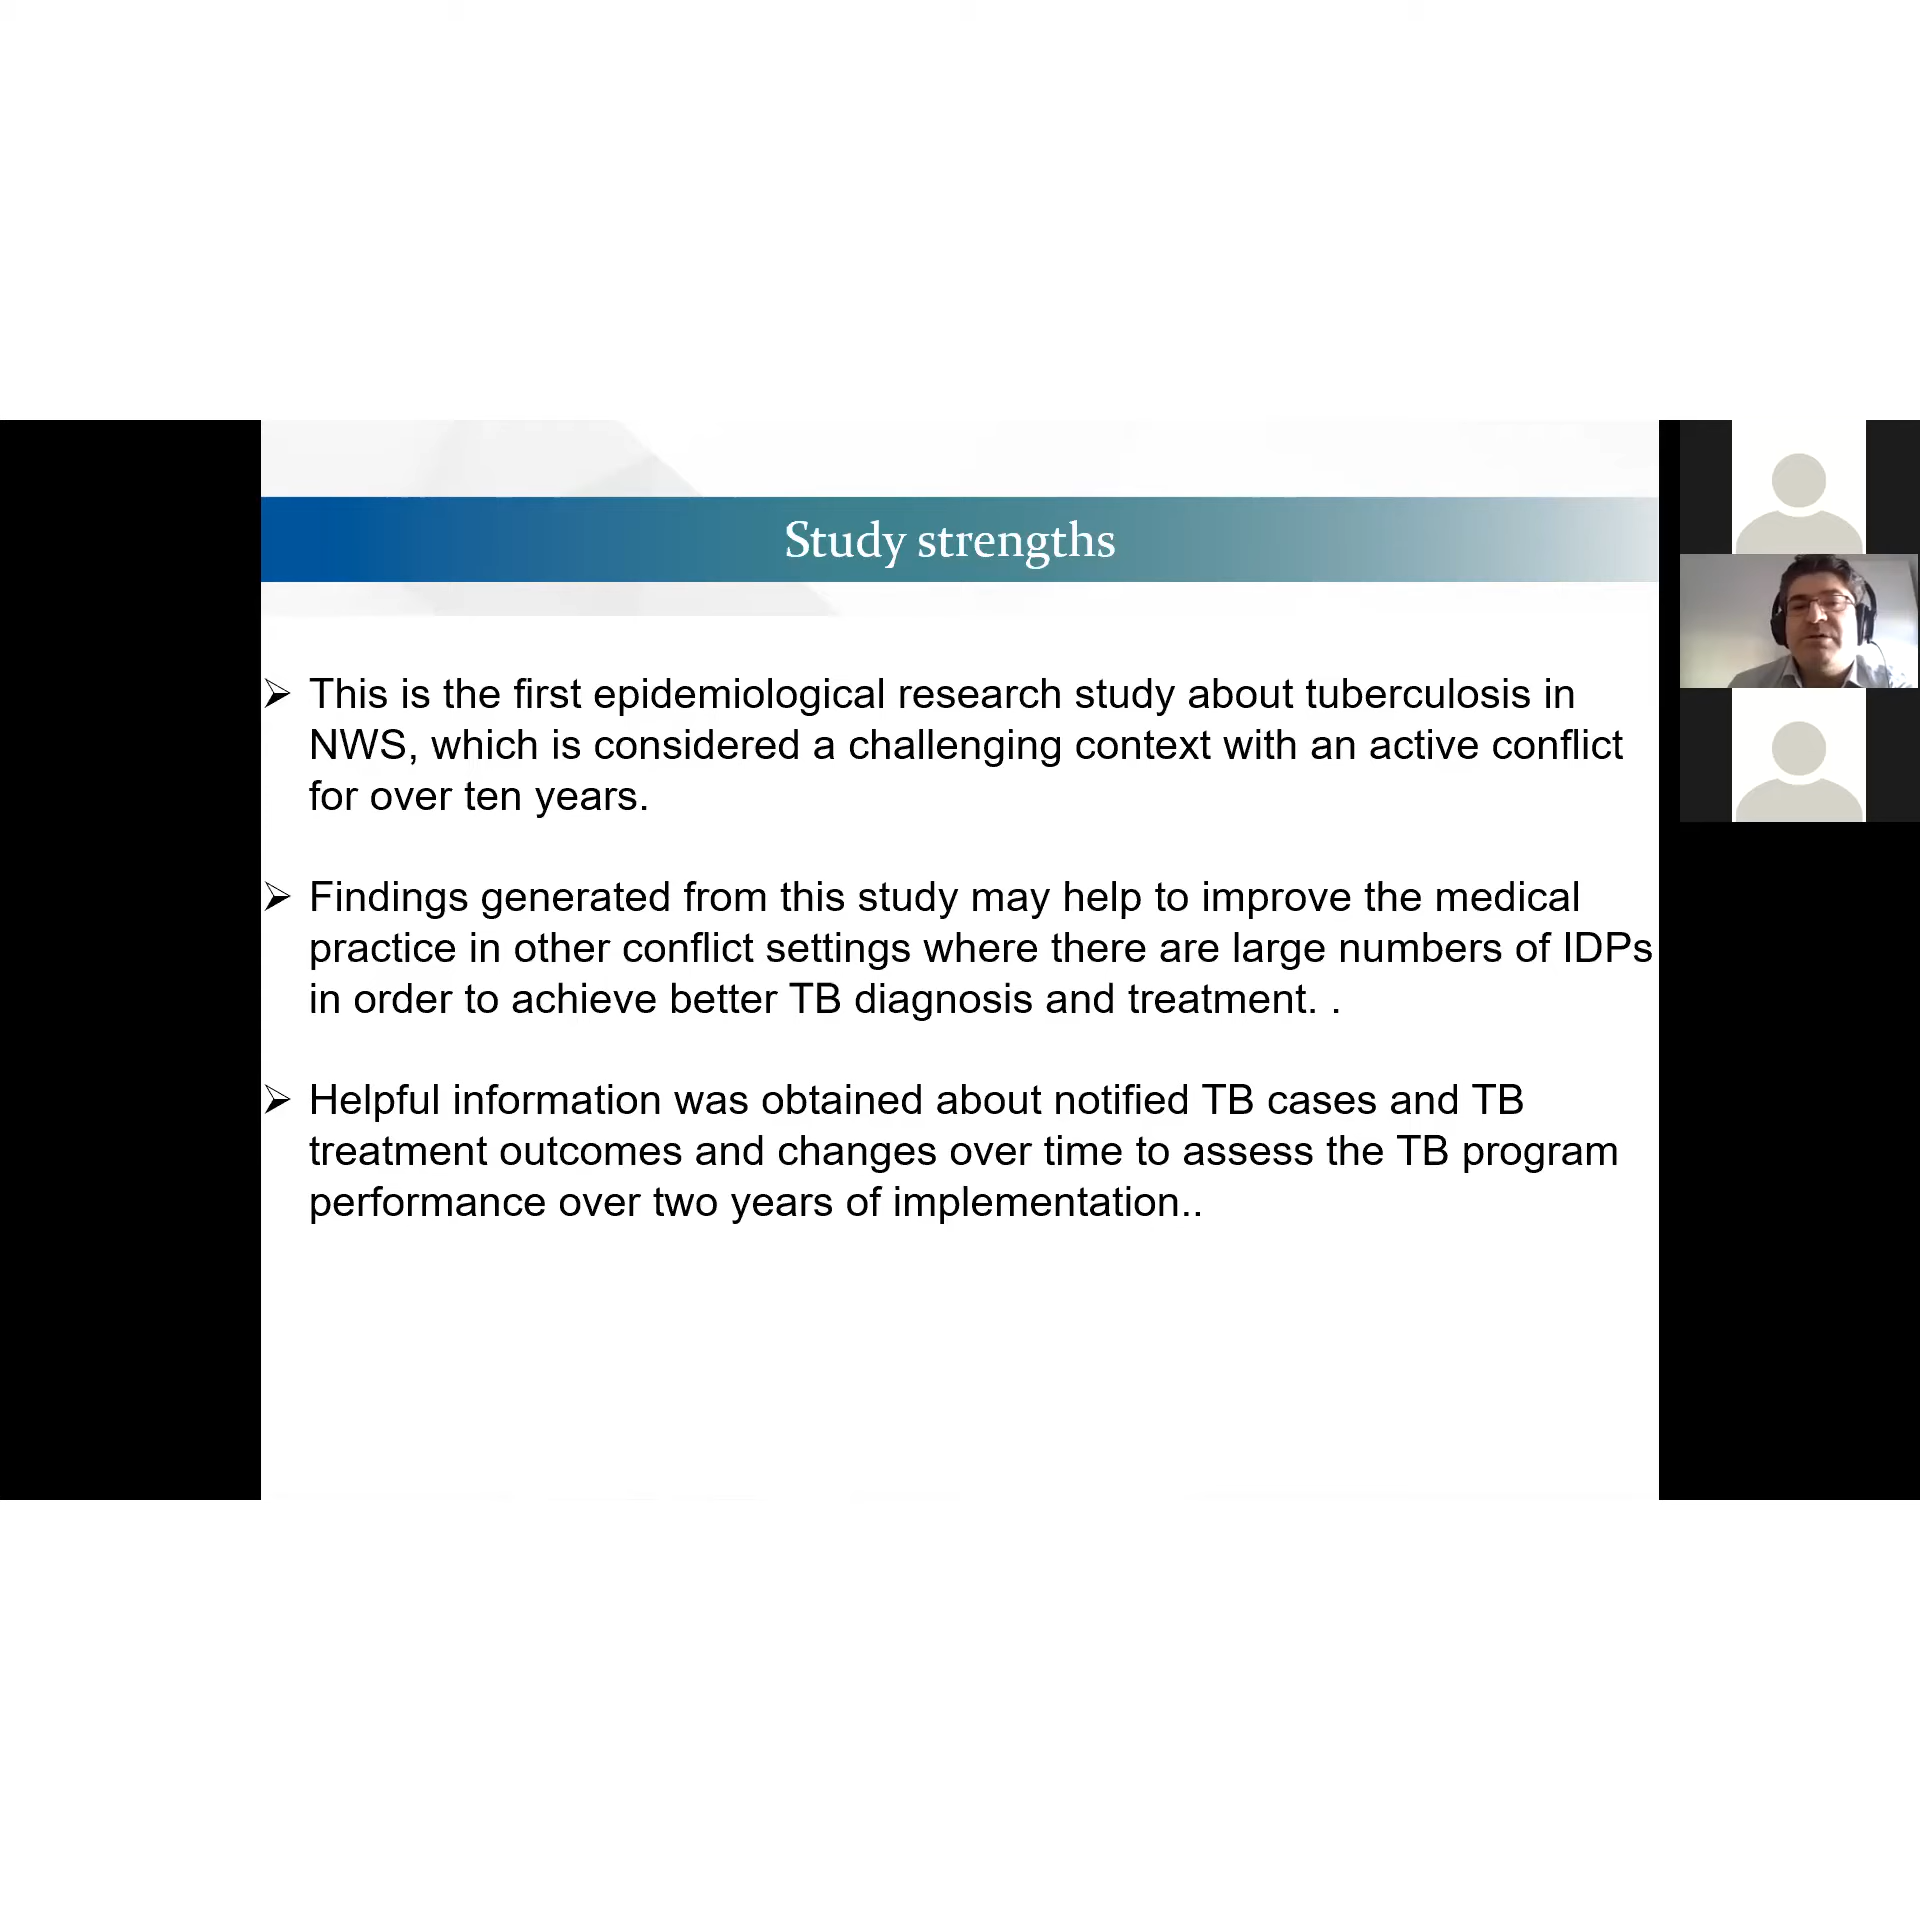 Study strengths
➢ This is the first epidemiological research study about tuberculosis in
NWS, which is considered a challenging context with an active conflict
for over ten years.
➢ Findings generated from this study may help to improve the medical
practice in other conflict settings where there are large numbers of IDPs
in order to achieve better TB diagnosis and treatment. .
➢ Helpful information was obtained about notified TB cases and TB
treatment outcomes and changes over time to assess the TB program
performance over two years of implementation..